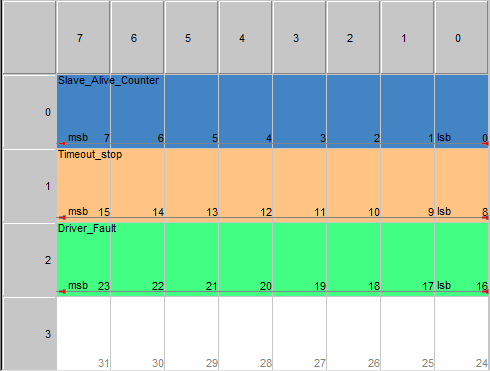 7 6 5 4 3 2 1 0
Slave_Alive_Counter
0
msb 7 6 5 4 3 2 1 lsb 0
Timeout_stop
1
msb 15 14 13 12 11 10 9 lsb 8
Driver_Fault
2
msb 23 22 21 20 19 18 17 lsb 16
3
31 30 29 28 27 26 25 24